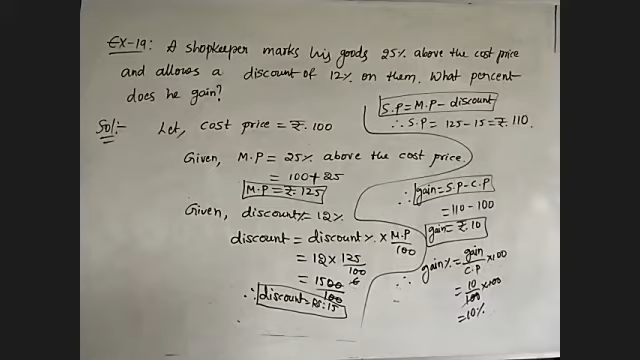 EX-19: A shopkeeper marks his goods 25% above the cost price
and allows a discount of 12% on them. What percent
does he gain?
Sol:- Let, cost price = ₹.100
Given, M.P = 25% above the cost price.
= 100+25
M.P = ₹.125
Given, discount% = 12%
discount = discount% × M.P/100
= 12 × 125/100
= 1500/100
∴ discount = Rs.15
S.P = M.P - discount
∴ S.P = 125-15 = ₹.110.
∴ gain = S.P - C.P
= 110 - 100
gain = ₹.10
∴ gain% = gain/C.P × 100
= 10/100 × 100
= 10%